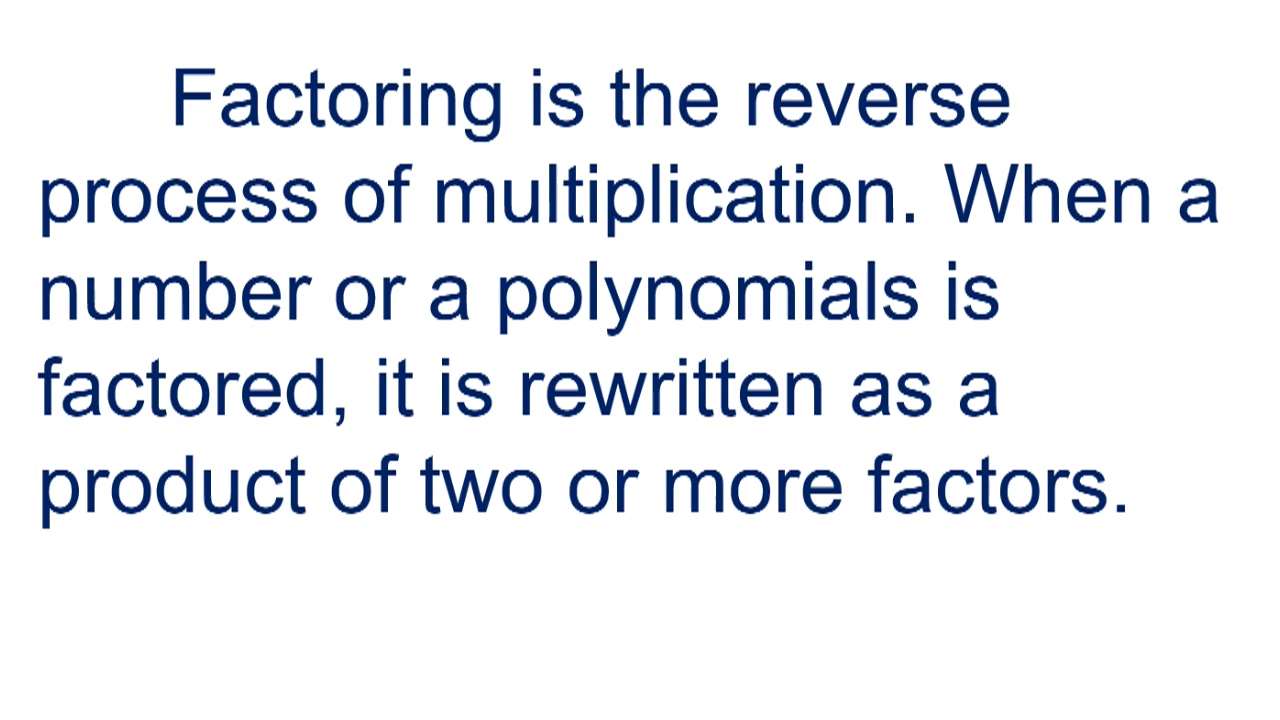 Factoring is the reverse
process of multiplication. When a
number or a polynomials is
factored, it is rewritten as a
product of two or more factors.